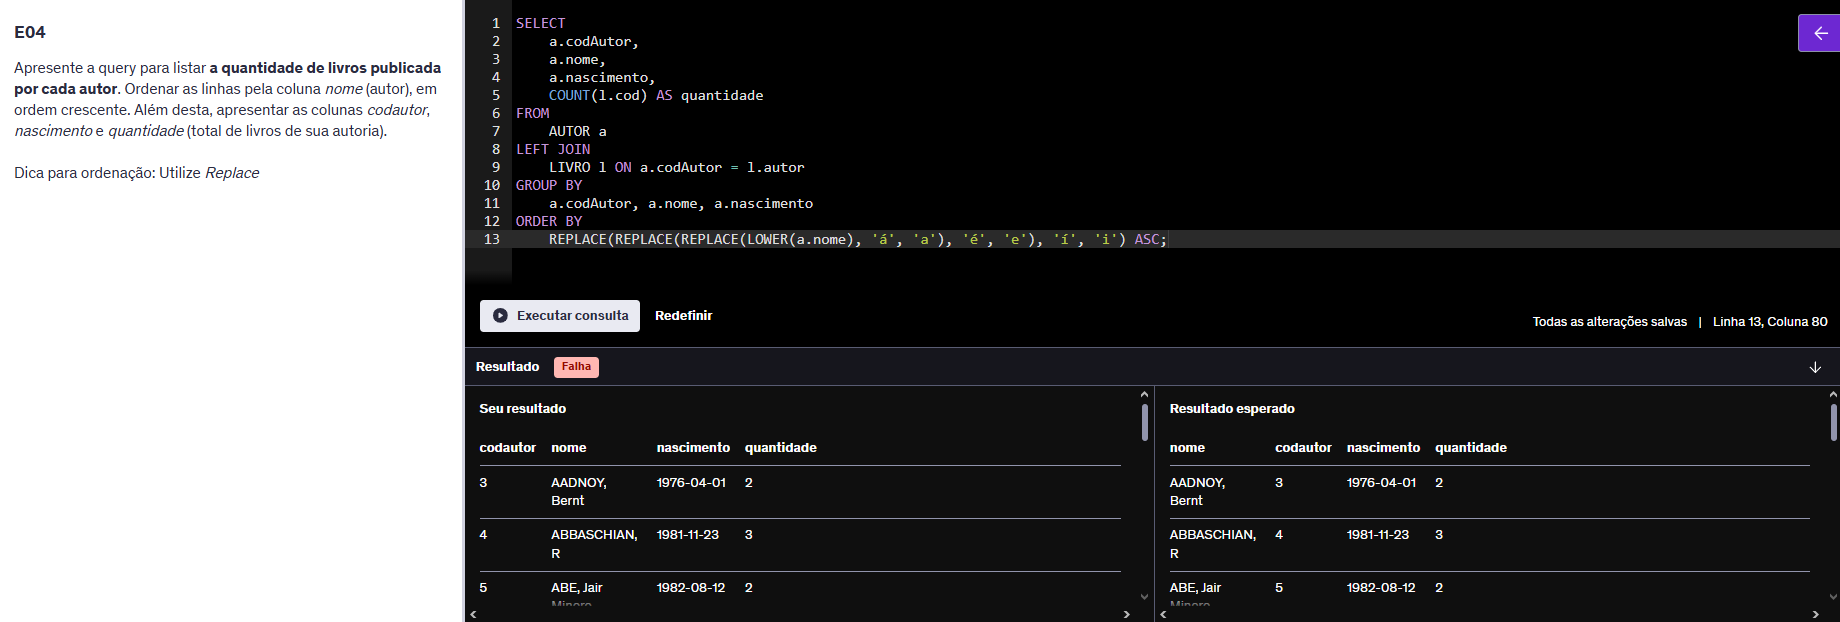 E04
Apresente a query para listar a quantidade de livros publicada
por cada autor. Ordenar as linhas pela coluna nome (autor), em
ordem crescente. Além desta, apresentar as colunas codautor,
nascimento e quantidade (total de livros de sua autoria).
Dica para ordenação: Utilize Replace
1 SELECT
2 a.codAutor,
3 a.nome,
4 a.nascimento,
5 COUNT(l.cod) AS quantidade
6 FROM
7 AUTOR a
8 LEFT JOIN
9 LIVRO l ON a.codAutor = l.autor
10 GROUP BY
11 a.codAutor, a.nome, a.nascimento
12 ORDER BY
13 REPLACE(REPLACE(REPLACE(LOWER(a.nome), 'á', 'a'), 'é', 'e'), 'í', 'i') ASC;
Executar consulta Redefinir
Todas as alterações salvas | Linha 13, Coluna 80
Resultado Falha
Seu resultado
codautor nome nascimento quantidade
3 AADNOY, 1976-04-01 2
Bernt
4 ABBASCHIAN, 1981-11-23 3
R
5 ABE, Jair 1982-08-12 2
Minoro
Resultado esperado
nome codautor nascimento quantidade
AADNOY, 3 1976-04-01 2
Bernt
ABBASCHIAN, 4 1981-11-23 3
R
ABE, Jair 5 1982-08-12 2
Minoro